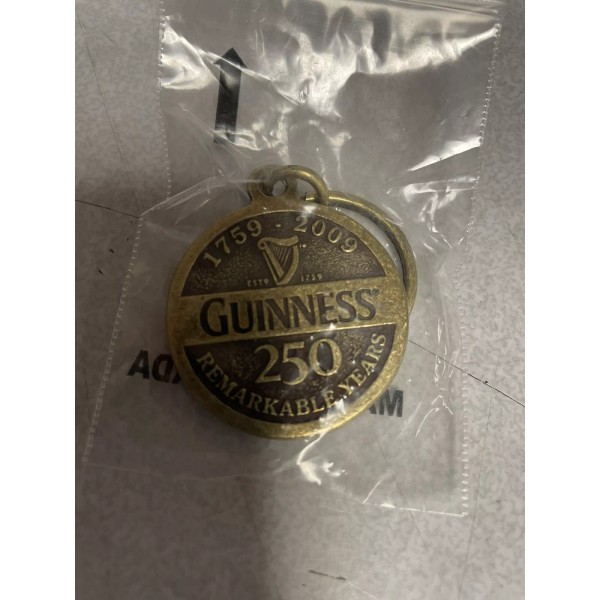 1759 - 2009
ESTD 1759
GUINNESS
250
REMARKABLE YEARS